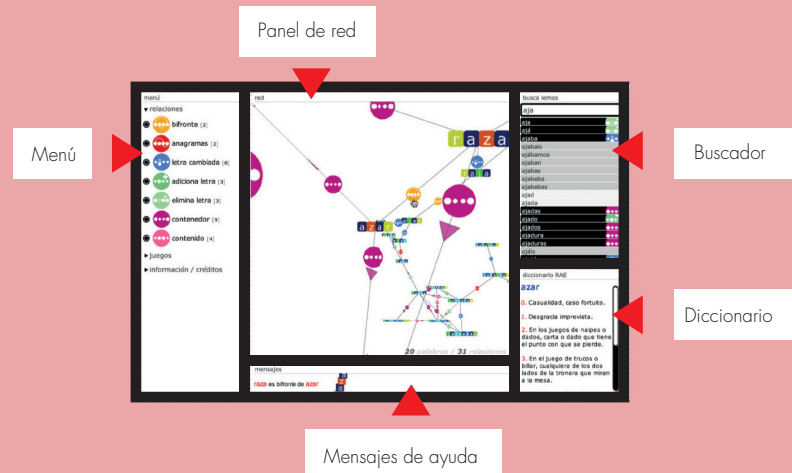 Panel de red
Menú
Buscador
Diccionario
Mensajes de ayuda
menú
▾ relaciones
bifronte [2]
anagramas [2]
letra cambiada [6]
adiciona letra [3]
elimina letra [3]
contenedor [9]
contenido [4]
▸ juegos
▸ información / créditos
red
raza
raia
azar
20 palabras / 31 relaciones
mensajes
raza es bifronte de azar
busca lemas
aja
aja
ajá
ajaba
ajabais
ajábamos
ajaban
ajabas
ajabeba
ajabebas
ajad
ajada
ajadas
ajado
ajados
ajadura
ajaduras
ajáis
diccionario RAE
azar
0. Casualidad, caso fortuito.
1. Desgracia imprevista.
2. En los juegos de naipes o
dados, carta o dado que tiene
el punto con que se pierde.
3. En el juego de trucos o
billar, cualquiera de los dos
lados de la tronera que miran
a la mesa.